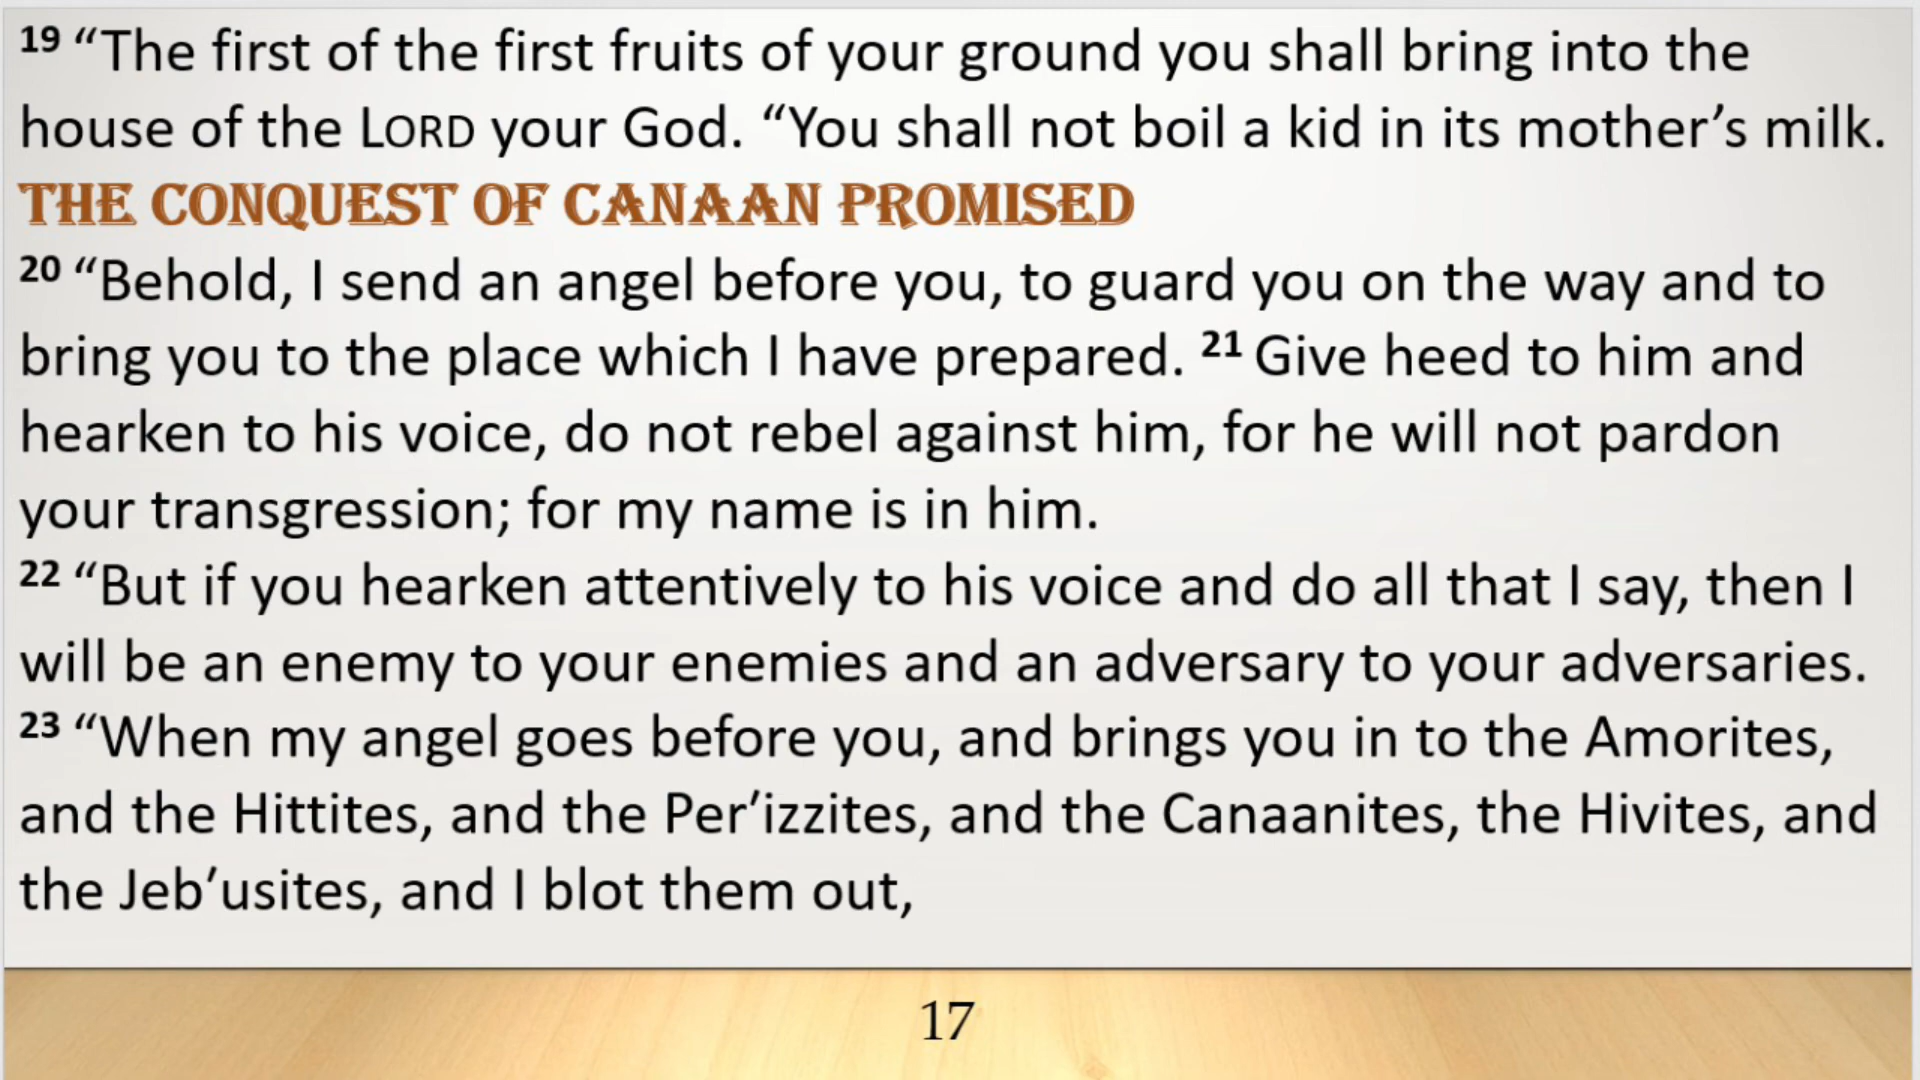 19 “The first of the first fruits of your ground you shall bring into the
house of the LORD your God. “You shall not boil a kid in its mother’s milk.
THE CONQUEST OF CANAAN PROMISED
20 “Behold, I send an angel before you, to guard you on the way and to
bring you to the place which I have prepared. 21 Give heed to him and
hearken to his voice, do not rebel against him, for he will not pardon
your transgression; for my name is in him.
22 “But if you hearken attentively to his voice and do all that I say, then I
will be an enemy to your enemies and an adversary to your adversaries.
23 “When my angel goes before you, and brings you in to the Amorites,
and the Hittites, and the Per′izzites, and the Canaanites, the Hivites, and
the Jeb′usites, and I blot them out,
17